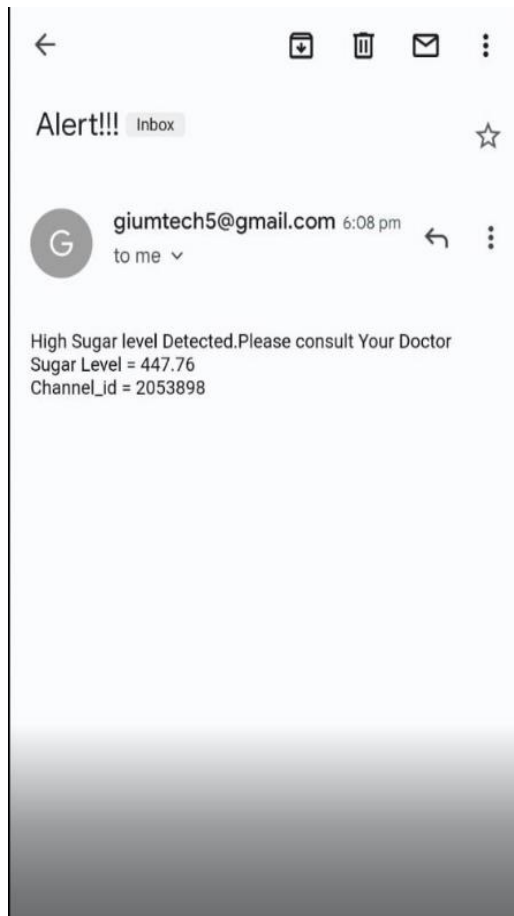 Alert!!! Inbox
G
giumtech5@gmail.com 6:08 pm
to me
High Sugar level Detected.Please consult Your Doctor
Sugar Level = 447.76
Channel_id = 2053898